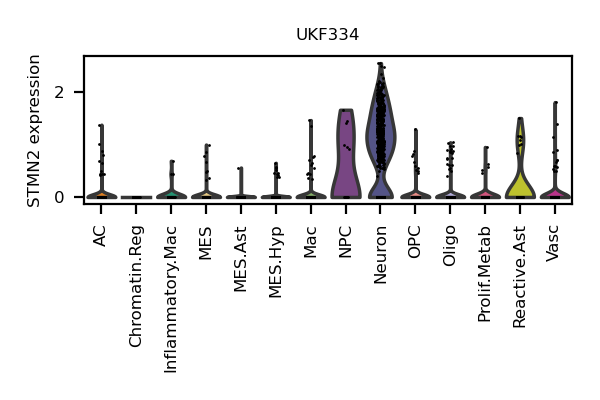 UKF334
STMN2 expression
2
0
AC
Chromatin.Reg
Inflammatory.Mac
MES
MES.Ast
MES.Hyp
Mac
NPC
Neuron
OPC
Oligo
Prolif.Metab
Reactive.Ast
Vasc